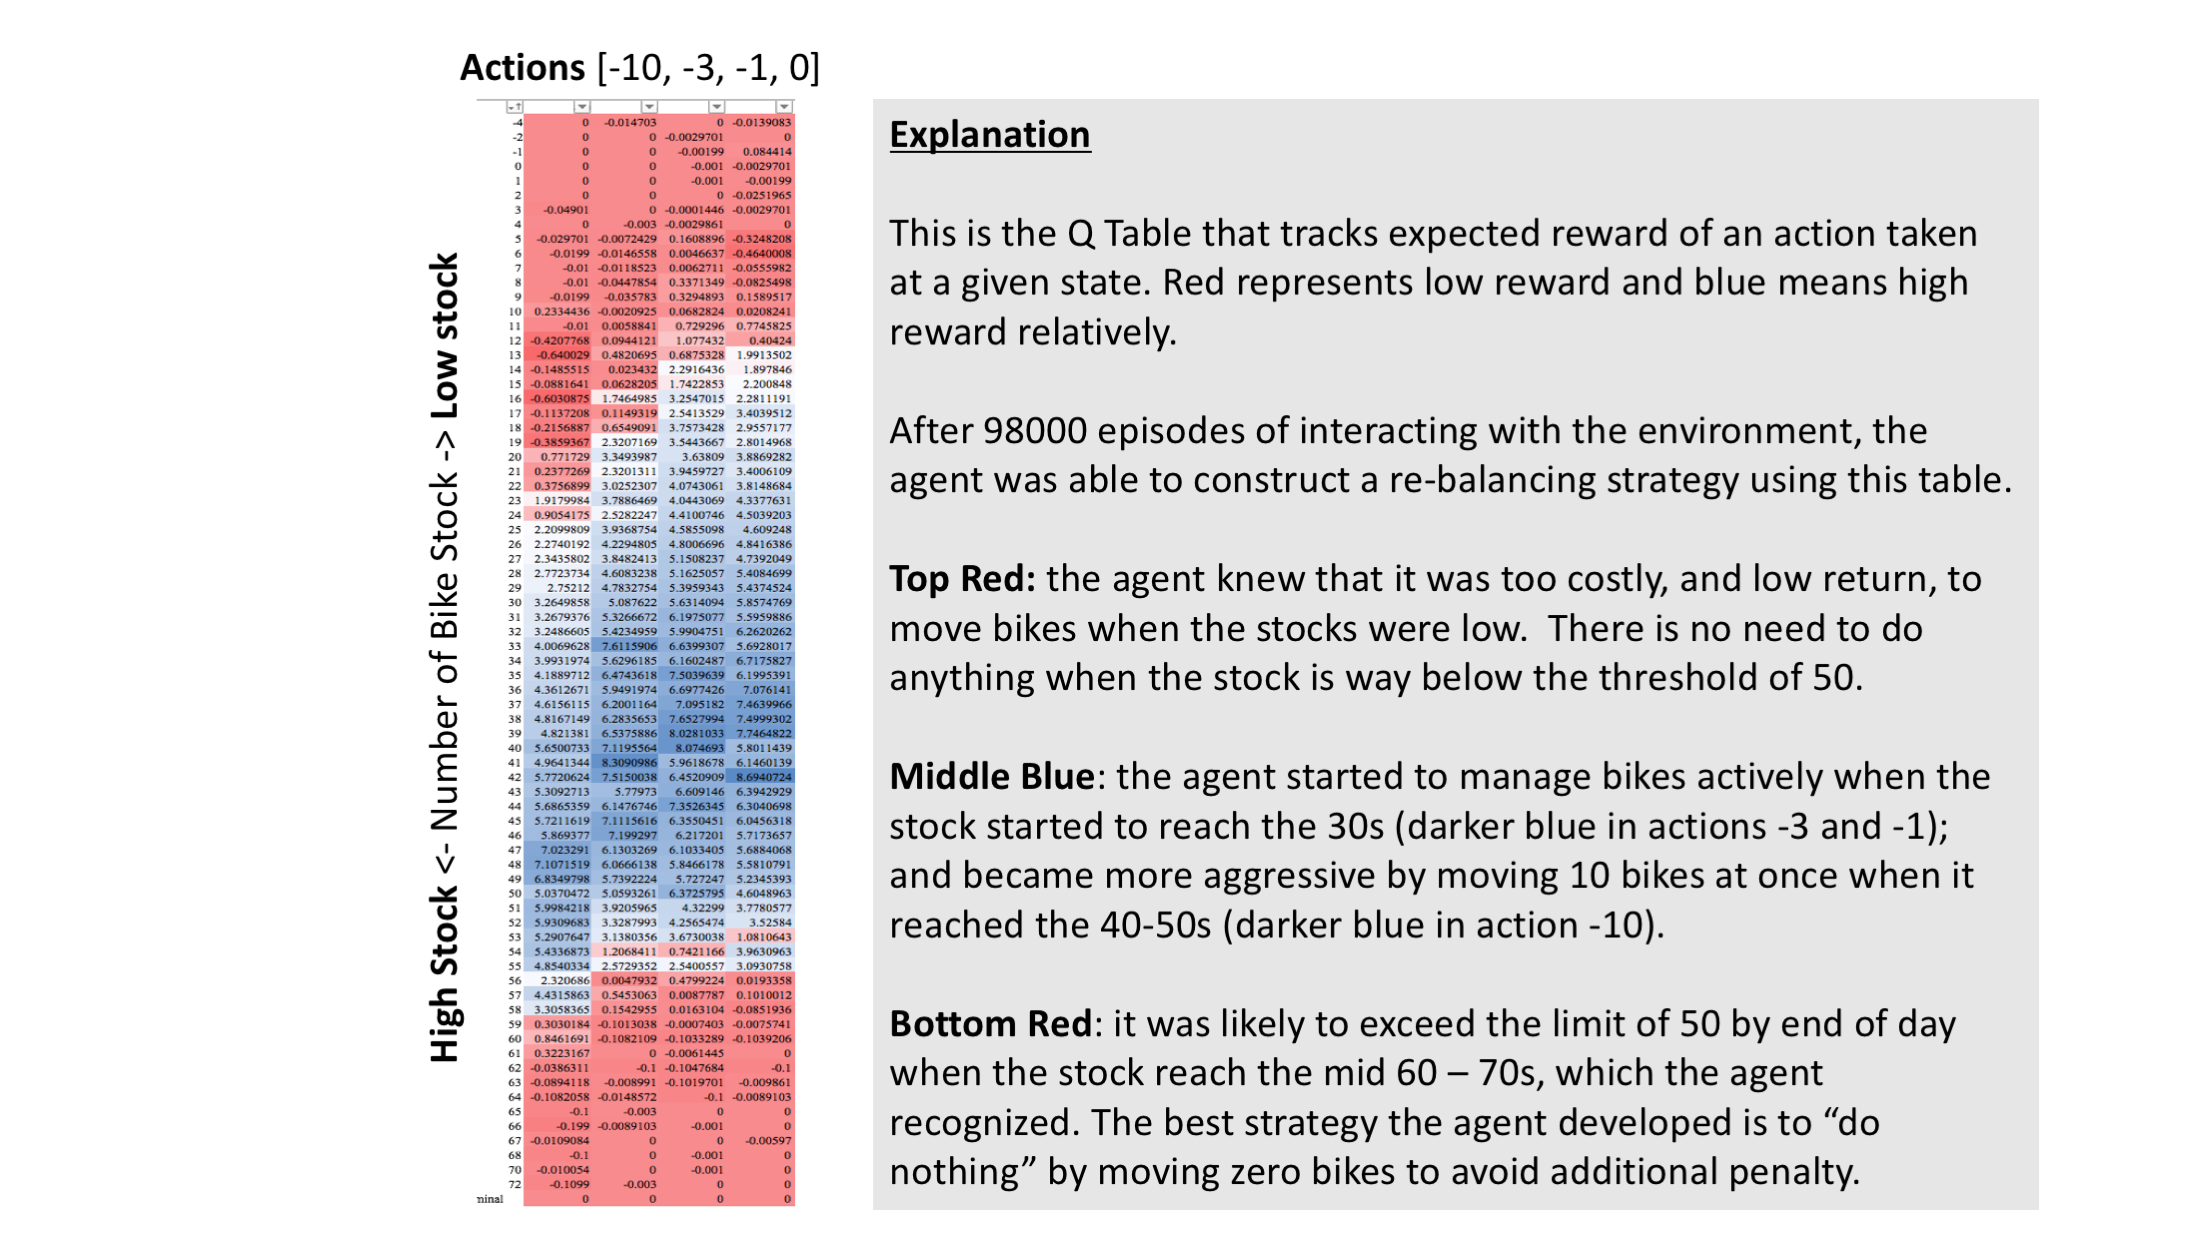 Actions [-10, -3, -1, 0]
High Stock <- Number of Bike Stock -> Low stock
-4 0 -0.014703 0 -0.0139083
-2 0 0 -0.0029701 0
-1 0 0 -0.00199 0.084414
0 0 0 -0.001 -0.0029701
1 0 0 -0.001 -0.00199
2 0 0 0 -0.0251965
3 -0.04901 0 -0.0001446 -0.0029701
4 0 -0.003 -0.0029861 0
5 -0.029701 -0.0072429 0.1608896 -0.3248208
6 -0.0199 -0.0146558 0.0046637 -0.4640008
7 -0.01 -0.0118523 0.0062711 -0.0555982
8 -0.01 -0.0447854 0.3371349 -0.0825498
9 -0.0199 -0.035783 0.3294893 0.1589517
10 0.2334436 -0.0020925 0.0682824 0.0208241
11 -0.01 0.0058841 0.729296 0.7745825
12 -0.4207768 0.0944121 1.077432 0.40424
13 -0.640029 0.4820695 0.6875328 1.9913502
14 -0.1485515 0.023432 2.2916436 1.897846
15 -0.0881641 0.0628205 1.7422853 2.200848
16 -0.6030875 1.7464985 3.2547015 2.2811191
17 -0.1137208 0.1149319 2.5413529 3.4039512
18 -0.2156887 0.6549091 3.7573428 2.9557177
19 -0.3859367 2.3207169 3.5443667 2.8014968
20 0.771729 3.3493987 3.63809 3.8869282
21 0.2377269 2.3201311 3.9459727 3.4006109
22 0.3756899 3.0252307 4.0743061 3.8148684
23 1.9179984 3.7886469 4.0443069 4.3377631
24 0.9054175 2.5282247 4.4100746 4.5039203
25 2.2099809 3.9368754 4.5855098 4.609248
26 2.2740192 4.2294805 4.8006696 4.8416386
27 2.3435802 3.8482413 5.1508237 4.7392049
28 2.7723734 4.6083238 5.1625057 5.4084699
29 2.75212 4.7832754 5.3959343 5.4374524
30 3.2649858 5.087622 5.6314094 5.8574769
31 3.2679376 5.3266672 6.1975077 5.5959886
32 3.2486605 5.4234959 5.9904751 6.2620262
33 4.0069628 7.6115906 6.6399307 5.6928017
34 3.9931974 5.6296185 6.1602487 6.7175827
35 4.1889712 6.4743618 7.5039639 6.1995391
36 4.3612671 5.9491974 6.6977426 7.076141
37 4.6156115 6.2001164 7.095182 7.4639966
38 4.8167149 6.2835653 7.6527994 7.4999302
39 4.821381 6.5375886 8.0281033 7.7464822
40 5.6500733 7.1195564 8.074693 5.8011439
41 4.9641344 8.3090986 5.9618678 6.1460139
42 5.7720624 7.5150038 6.4520909 8.6940724
43 5.3092713 5.77973 6.609146 6.3942929
44 5.6865359 6.1476746 7.3526345 6.3040698
45 5.7211619 7.1115616 6.3550451 6.0456318
46 5.869377 7.199297 6.217201 5.7173657
47 7.023291 6.1303269 6.1033405 5.6884068
48 7.1071519 6.0666138 5.8466178 5.5810791
49 6.8349798 5.7392224 5.727247 5.2345393
50 5.0370472 5.0593261 6.3725795 4.6048963
51 5.9984218 3.9205965 4.32299 3.7780577
52 5.9309683 3.3287993 4.2565474 3.52584
53 5.2907647 3.1380356 3.6730038 1.0810643
54 5.4336873 1.2068411 0.7421166 3.9630963
55 4.8540334 2.5729352 2.5400557 3.0930758
56 2.320686 0.0047932 0.4799224 0.0193358
57 4.4315863 0.5453063 0.0087787 0.1010012
58 3.3058365 0.1542955 0.0163104 -0.0851936
59 0.3030184 -0.1013038 -0.0007403 -0.0075741
60 0.8461691 -0.1082109 -0.1033289 -0.1039206
61 0.3223167 0 -0.0061445 0
62 -0.0386311 -0.1 -0.1047684 -0.1
63 -0.0894118 -0.008991 -0.1019701 -0.009861
64 -0.1082058 -0.0148572 -0.1 -0.0089103
65 -0.1 -0.003 0 0
66 -0.199 -0.0089103 -0.001 0
67 -0.0109084 0 0 -0.00597
68 -0.1 0 -0.001 0
70 -0.010054 0 -0.001 0
72 -0.1099 -0.003 0 0
minal 0 0 0 0
Explanation
This is the Q Table that tracks expected reward of an action taken
at a given state. Red represents low reward and blue means high
reward relatively.
After 98000 episodes of interacting with the environment, the
agent was able to construct a re-balancing strategy using this table.
Top Red: the agent knew that it was too costly, and low return, to
move bikes when the stocks were low. There is no need to do
anything when the stock is way below the threshold of 50.
Middle Blue: the agent started to manage bikes actively when the
stock started to reach the 30s (darker blue in actions -3 and -1);
and became more aggressive by moving 10 bikes at once when it
reached the 40-50s (darker blue in action -10).
Bottom Red: it was likely to exceed the limit of 50 by end of day
when the stock reach the mid 60 – 70s, which the agent
recognized. The best strategy the agent developed is to “do
nothing” by moving zero bikes to avoid additional penalty.